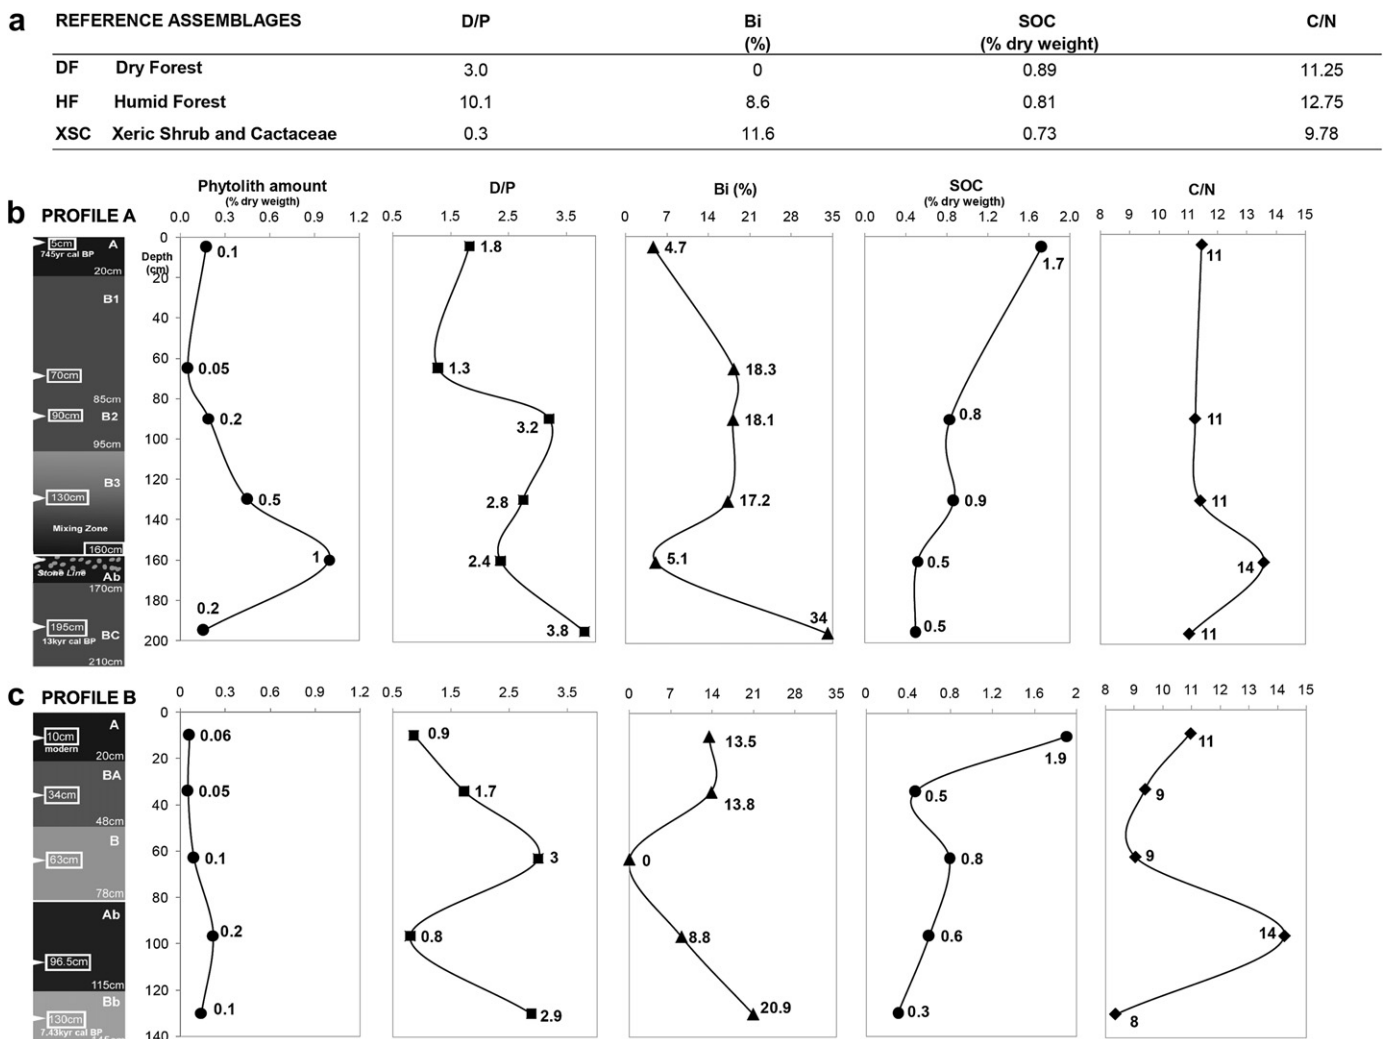 a REFERENCE ASSEMBLAGES D/P Bi (%) SOC (% dry weight) C/N
DF Dry Forest 3.0 0 0.89 11.25
HF Humid Forest 10.1 8.6 0.81 12.75
XSC Xeric Shrub and Cactaceae 0.3 11.6 0.73 9.78
Phytolith amount (% dry weigth) D/P Bi (%) SOC (% dry weigth) C/N
b PROFILE A
0.0 0.3 0.6 0.9 1.2
0.5 1.5 2.5 3.5
0 7 14 21 28 35
0.0 0.4 0.8 1.2 1.6 2.0
8 9 10 11 12 13 14 15
5cm A
745yr cal BP
20cm
B1
70cm
85cm
90cm B2
95cm
B3
130cm
Mixing Zone
160cm
Stone Line
Ab
170cm
195cm
BC
13kyr cal BP
210cm
Depth (cm)
0
20
40
60
80
100
120
140
160
180
200
0.1
0.05
0.2
0.5
1
0.2
1.8
1.3
3.2
2.8
2.4
3.8
4.7
18.3
18.1
17.2
5.1
34
1.7
0.8
0.9
0.5
0.5
11
11
11
14
11
c PROFILE B
0 0.3 0.6 0.9 1.2
0.5 1.5 2.5 3.5
0 7 14 21 28 35
0 0.4 0.8 1.2 1.6 2
8 9 10 11 12 13 14 15
A
10cm
modern
20cm
BA
34cm
48cm
B
63cm
78cm
Ab
96.5cm
115cm
Bb
130cm
7.43kyr cal BP
0
20
40
60
80
100
120
140
0.06
0.05
0.1
0.2
0.1
0.9
1.7
3
0.8
2.9
13.5
13.8
0
8.8
20.9
1.9
0.5
0.8
0.6
0.3
11
9
9
14
8